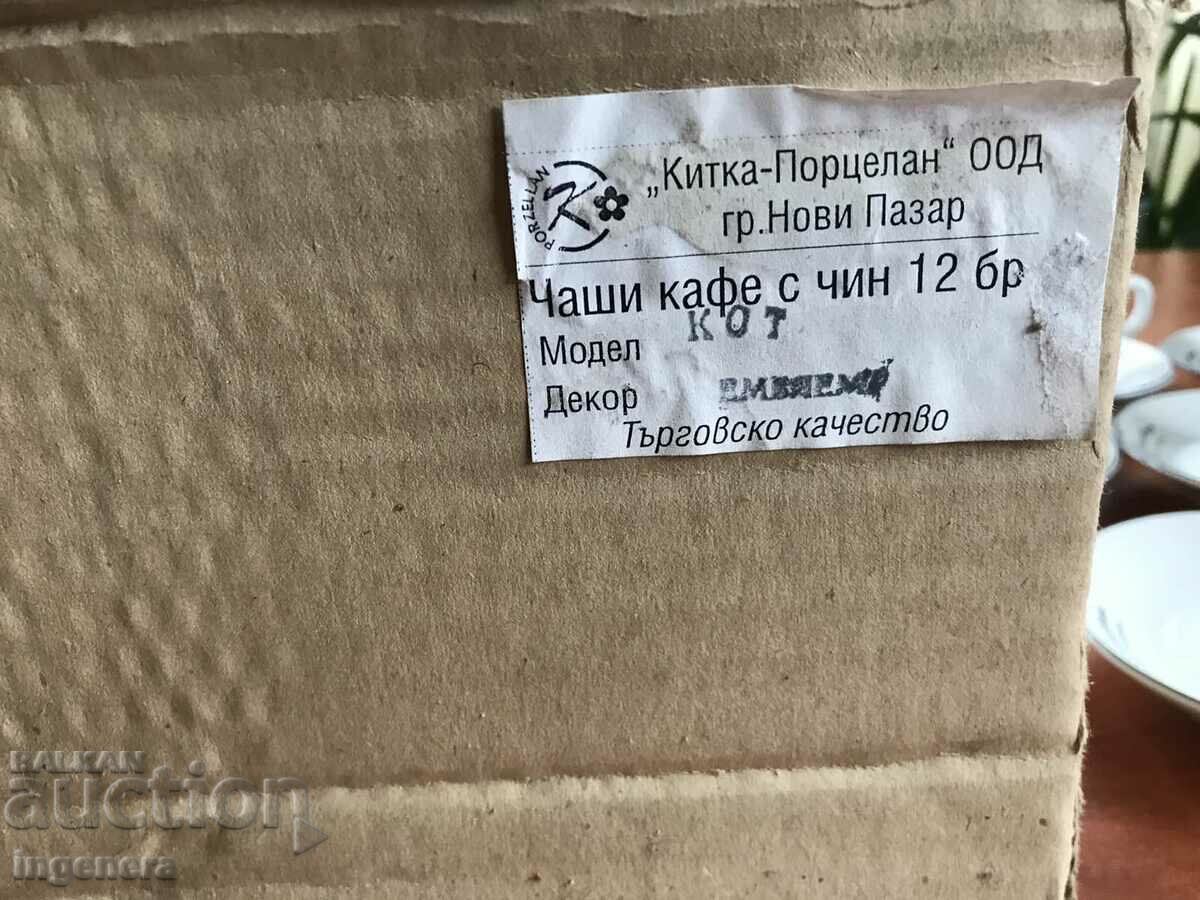 PORZELLAN
K
„Китка-Порцелан“ ООД
гр.Нови Пазар
Чаши кафе с чин 12 бр
Модел КОТ
Декор
Търговско качество
BALKAN
auction
ingenera